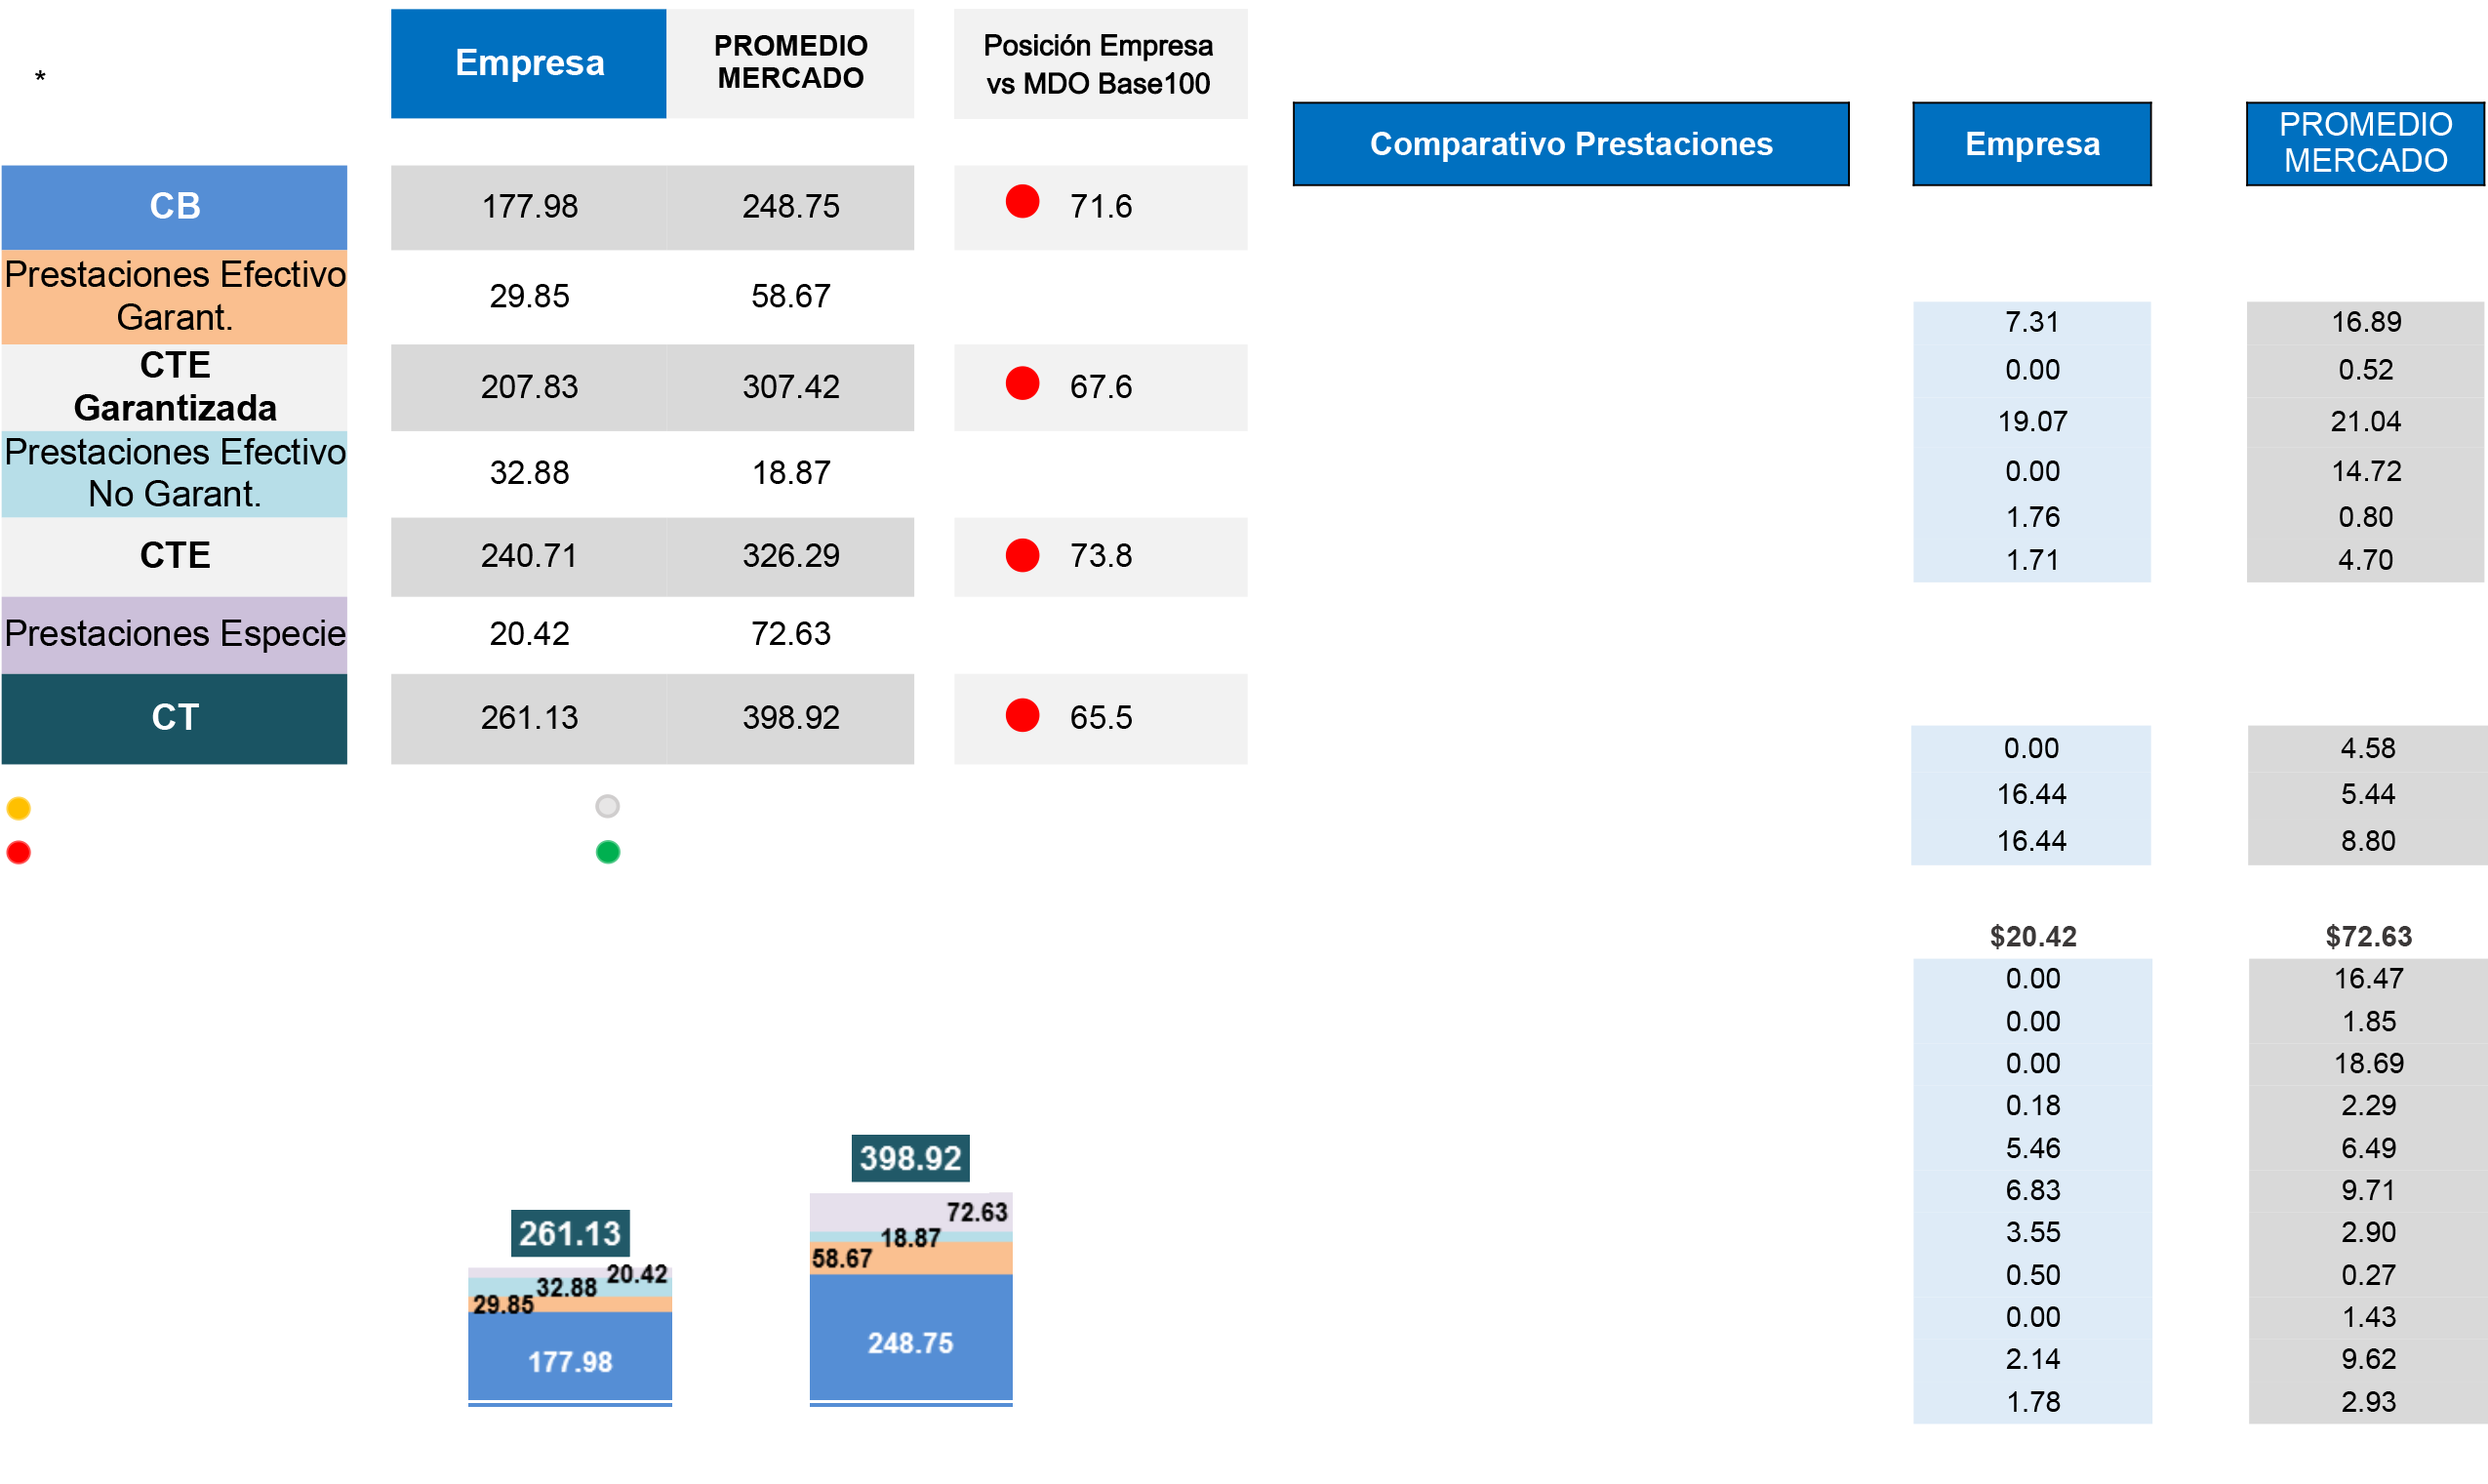 *
Empresa
PROMEDIO
MERCADO
Posición Empresa
vs MDO Base100
CB
177.98
248.75
71.6
Prestaciones Efectivo
Garant.
29.85
58.67
CTE
Garantizada
207.83
307.42
67.6
Prestaciones Efectivo
No Garant.
32.88
18.87
CTE
240.71
326.29
73.8
Prestaciones Especie
20.42
72.63
CT
261.13
398.92
65.5
261.13
20.42
32.88
29.85
177.98
398.92
72.63
18.87
58.67
248.75
Comparativo Prestaciones
Empresa
PROMEDIO
MERCADO
7.31 16.89
0.00 0.52
19.07 21.04
0.00 14.72
1.76 0.80
1.71 4.70
0.00 4.58
16.44 5.44
16.44 8.80
$20.42 $72.63
0.00 16.47
0.00 1.85
0.00 18.69
0.18 2.29
5.46 6.49
6.83 9.71
3.55 2.90
0.50 0.27
0.00 1.43
2.14 9.62
1.78 2.93